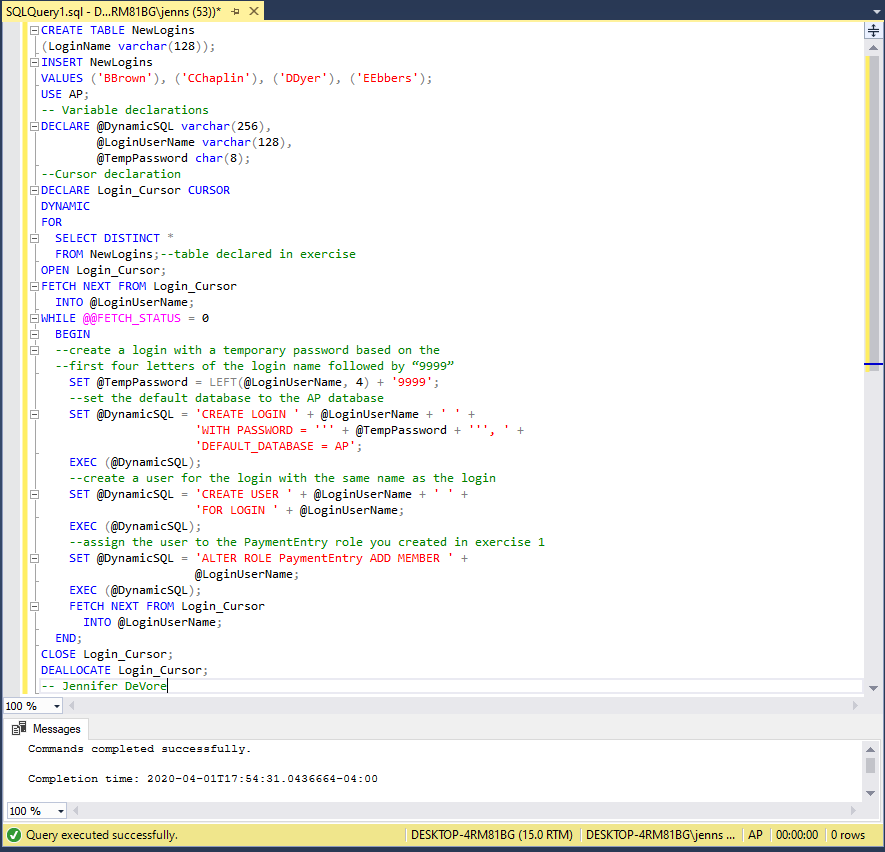 SQLQuery1.sql - D...RM81BG\jenns (53))*
CREATE TABLE NewLogins
(LoginName varchar(128));
INSERT NewLogins
VALUES ('BBrown'), ('CChaplin'), ('DDyer'), ('EEbbers');
USE AP;
-- Variable declarations
DECLARE @DynamicSQL varchar(256),
        @LoginUserName varchar(128),
        @TempPassword char(8);
--Cursor declaration
DECLARE Login_Cursor CURSOR
DYNAMIC
FOR
  SELECT DISTINCT *
  FROM NewLogins;--table declared in exercise
OPEN Login_Cursor;
FETCH NEXT FROM Login_Cursor
  INTO @LoginUserName;
WHILE @@FETCH_STATUS = 0
  BEGIN
  --create a login with a temporary password based on the
  --first four letters of the login name followed by “9999”
    SET @TempPassword = LEFT(@LoginUserName, 4) + '9999';
    --set the default database to the AP database
    SET @DynamicSQL = 'CREATE LOGIN ' + @LoginUserName + ' ' +
                      'WITH PASSWORD = ''' + @TempPassword + ''', ' +
                      'DEFAULT_DATABASE = AP';
    EXEC (@DynamicSQL);
    --create a user for the login with the same name as the login
    SET @DynamicSQL = 'CREATE USER ' + @LoginUserName + ' ' +
                      'FOR LOGIN ' + @LoginUserName;
    EXEC (@DynamicSQL);
    --assign the user to the PaymentEntry role you created in exercise 1
    SET @DynamicSQL = 'ALTER ROLE PaymentEntry ADD MEMBER ' +
                      @LoginUserName;
    EXEC (@DynamicSQL);
    FETCH NEXT FROM Login_Cursor
      INTO @LoginUserName;
  END;
CLOSE Login_Cursor;
DEALLOCATE Login_Cursor;
-- Jennifer DeVore
100 %
Messages
Commands completed successfully.
Completion time: 2020-04-01T17:54:31.0436664-04:00
100 %
Query executed successfully. DESKTOP-4RM81BG (15.0 RTM) DESKTOP-4RM81BG\jenns ... AP 00:00:00 0 rows